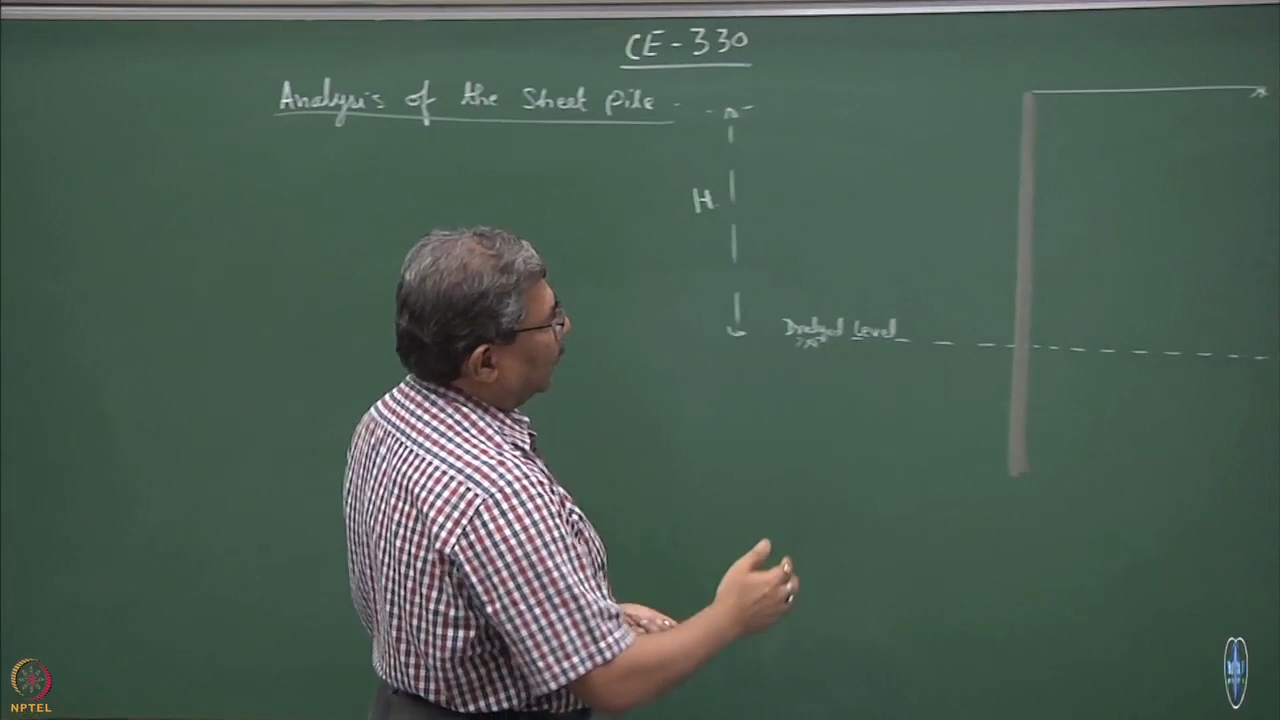 CE-330
Analysis of the Sheet pile
H
Dredged Level
NPTEL